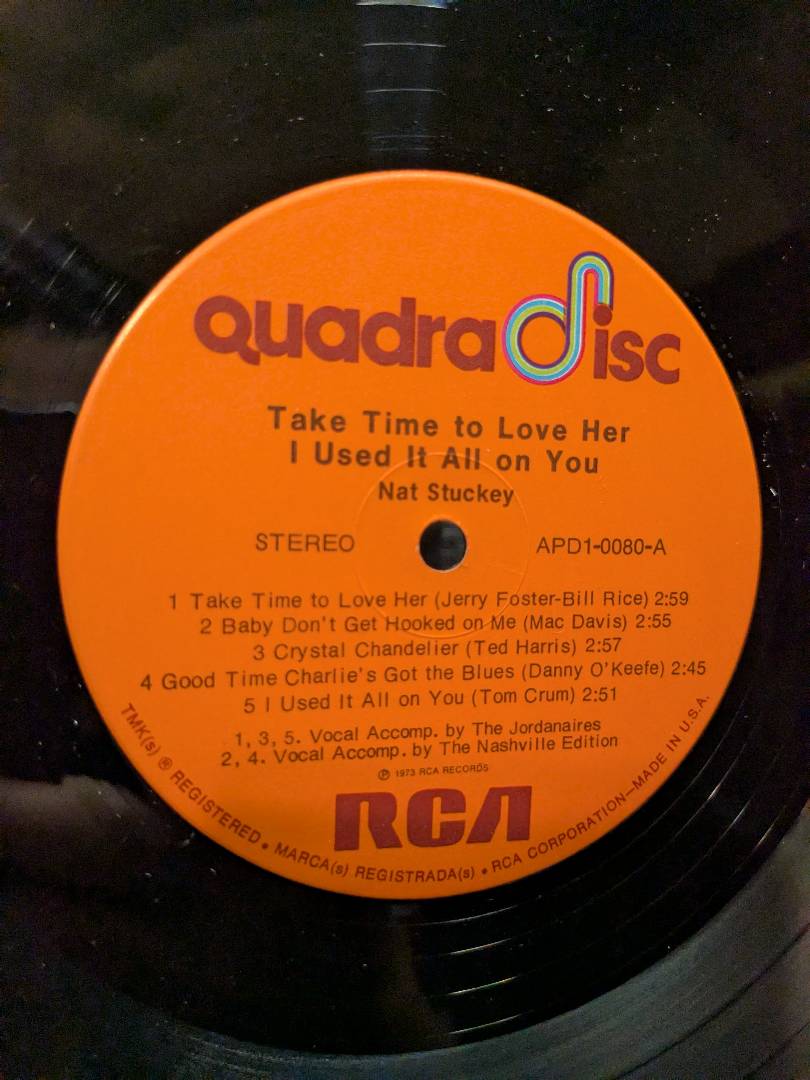 quadradisc
Take Time to Love Her
I Used It All on You
Nat Stuckey
STEREO
APD1-0080-A
1 Take Time to Love Her (Jerry Foster-Bill Rice) 2:59
2 Baby Don't Get Hooked on Me (Mac Davis) 2:55
3 Crystal Chandelier (Ted Harris) 2:57
4 Good Time Charlie's Got the Blues (Danny O'Keefe) 2:45
5 I Used It All on You (Tom Crum) 2:51
1, 3, 5. Vocal Accomp. by The Jordanaires
2, 4. Vocal Accomp. by The Nashville Edition
℗ 1973 RCA RECORDS
RCA
TMK(s) ® REGISTERED • MARCA(s) REGISTRADA(s) • RCA CORPORATION—MADE IN U.S.A.